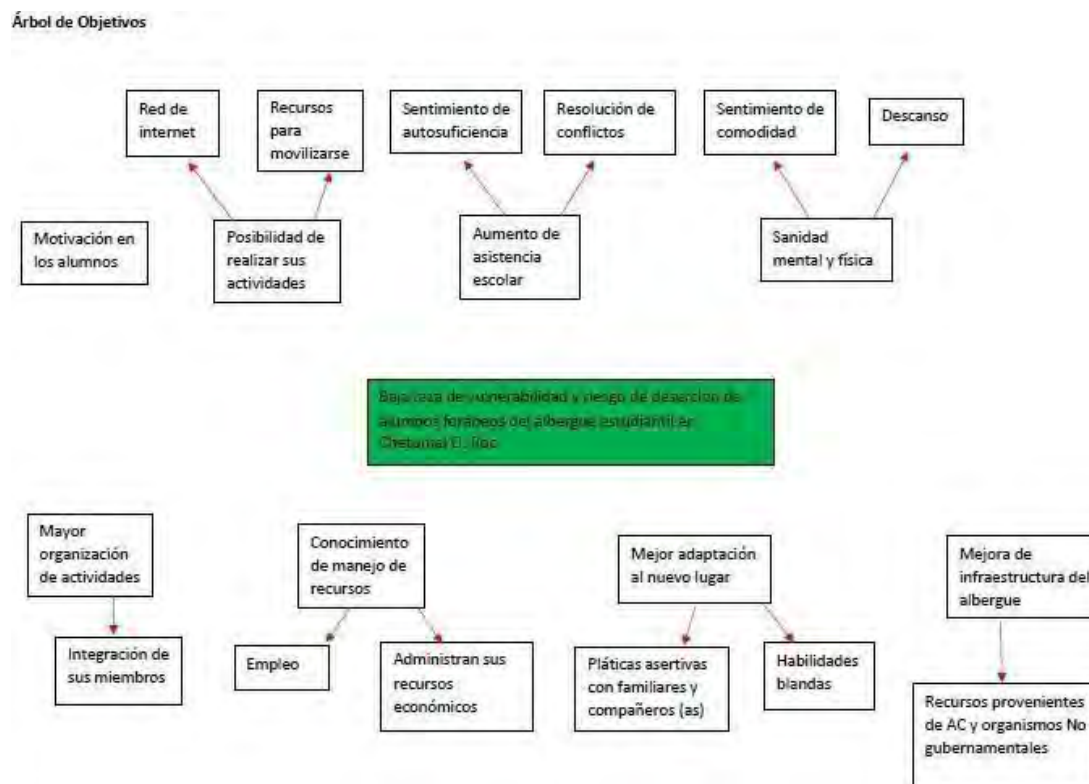 Árbol de Objetivos
Red de
internet
Recursos
para
movilizarse
Sentimiento de
autosuficiencia
Resolución de
conflictos
Sentimiento de
comodidad
Descanso
Motivación en
los alumnos
Posibilidad de
realizar sus
actividades
Aumento de
asistencia
escolar
Sanidad
mental y física
Baja tasa de vulnerabilidad y riesgo de deserción de
alumnos foráneos del albergue estudiantil en
Chetumal Q. Roo
Mayor
organización
de actividades
Conocimiento
de manejo de
recursos
Mejor adaptación
al nuevo lugar
Mejora de
infraestructura del
albergue
Integración de
sus miembros
Empleo
Administran sus
recursos
económicos
Pláticas asertivas
con familiares y
compañeros (as)
Habilidades
blandas
Recursos provenientes
de AC y organismos No
gubernamentales